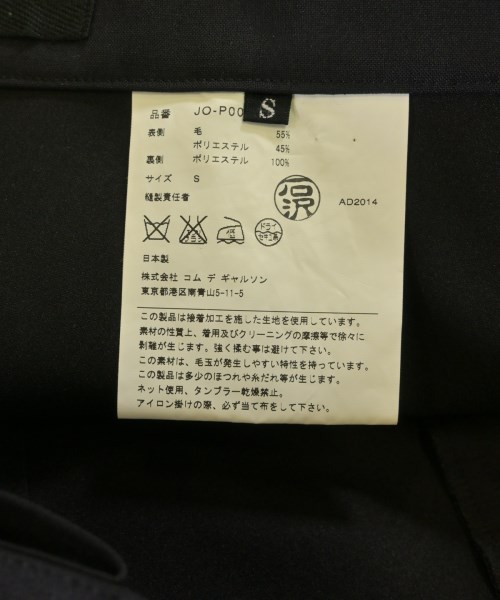 品番 JO-P00
S
表側 毛 55%
ポリエステル 45%
裏側 ポリエステル 100%
サイズ S
縫製責任者
石沢
AD2014
ドライ
セキユ系
日本製
株式会社 コム デ ギャルソン
東京都港区南青山5-11-5
この製品は接着加工を施した生地を使用しています。
素材の性質上、着用及びクリーニングの摩擦等で徐々に
剥離が生じます。強く揉む事は避けて下さい。
この素材は、毛玉が発生しやすい特性を持っています。
この製品は多少のほつれや糸だれ等が生じます。
ネット使用、タンブラー乾燥禁止。
アイロン掛けの際、必ず当て布をして下さい。